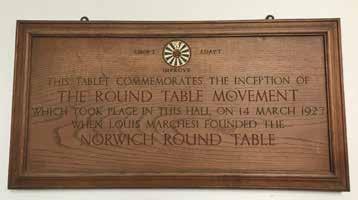 ADOPT ADAPT
IMPROVE
THIS TABLET COMMEMORATES THE INCEPTION OF
THE ROUND TABLE MOVEMENT
WHICH TOOK PLACE IN THIS HALL ON 14 MARCH 1927
WHEN LOUIS MARCHESI FOUNDED THE
NORWICH ROUND TABLE